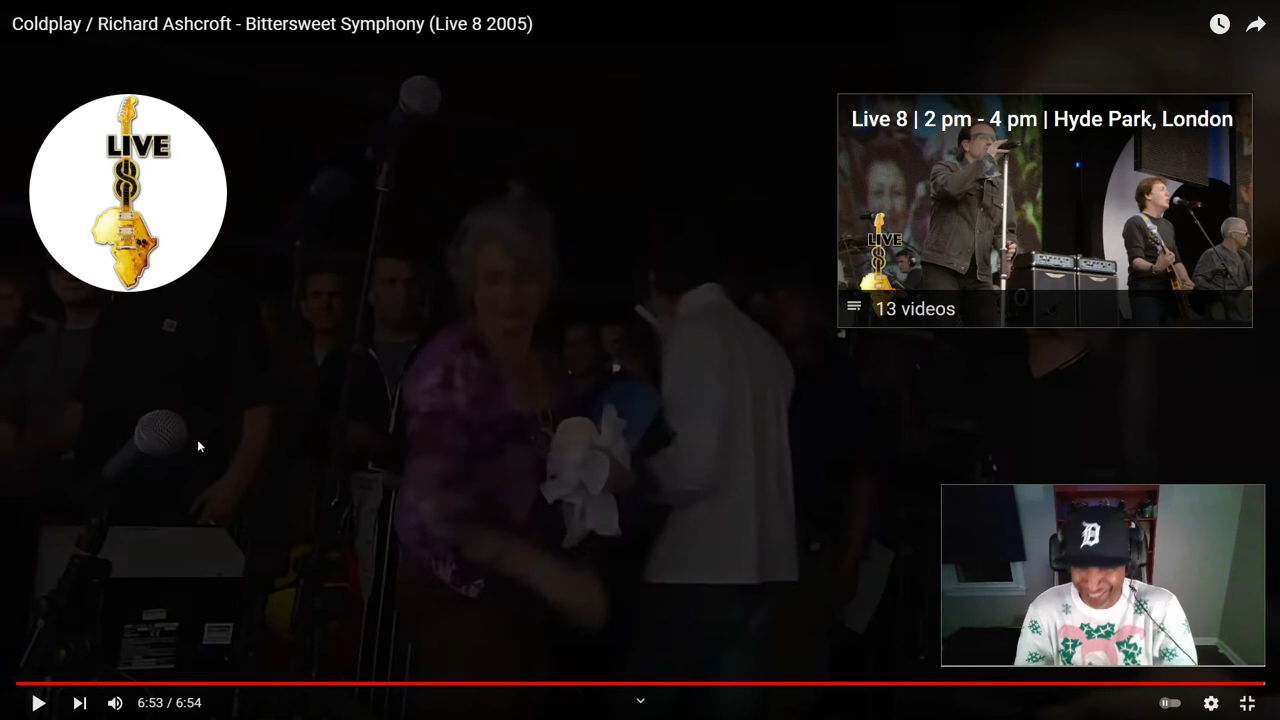 Coldplay / Richard Ashcroft - Bittersweet Symphony (Live 8 2005)
LIVE
8
Live 8 | 2 pm - 4 pm | Hyde Park, London
LIVE
8
13 videos
D
6:53 / 6:54